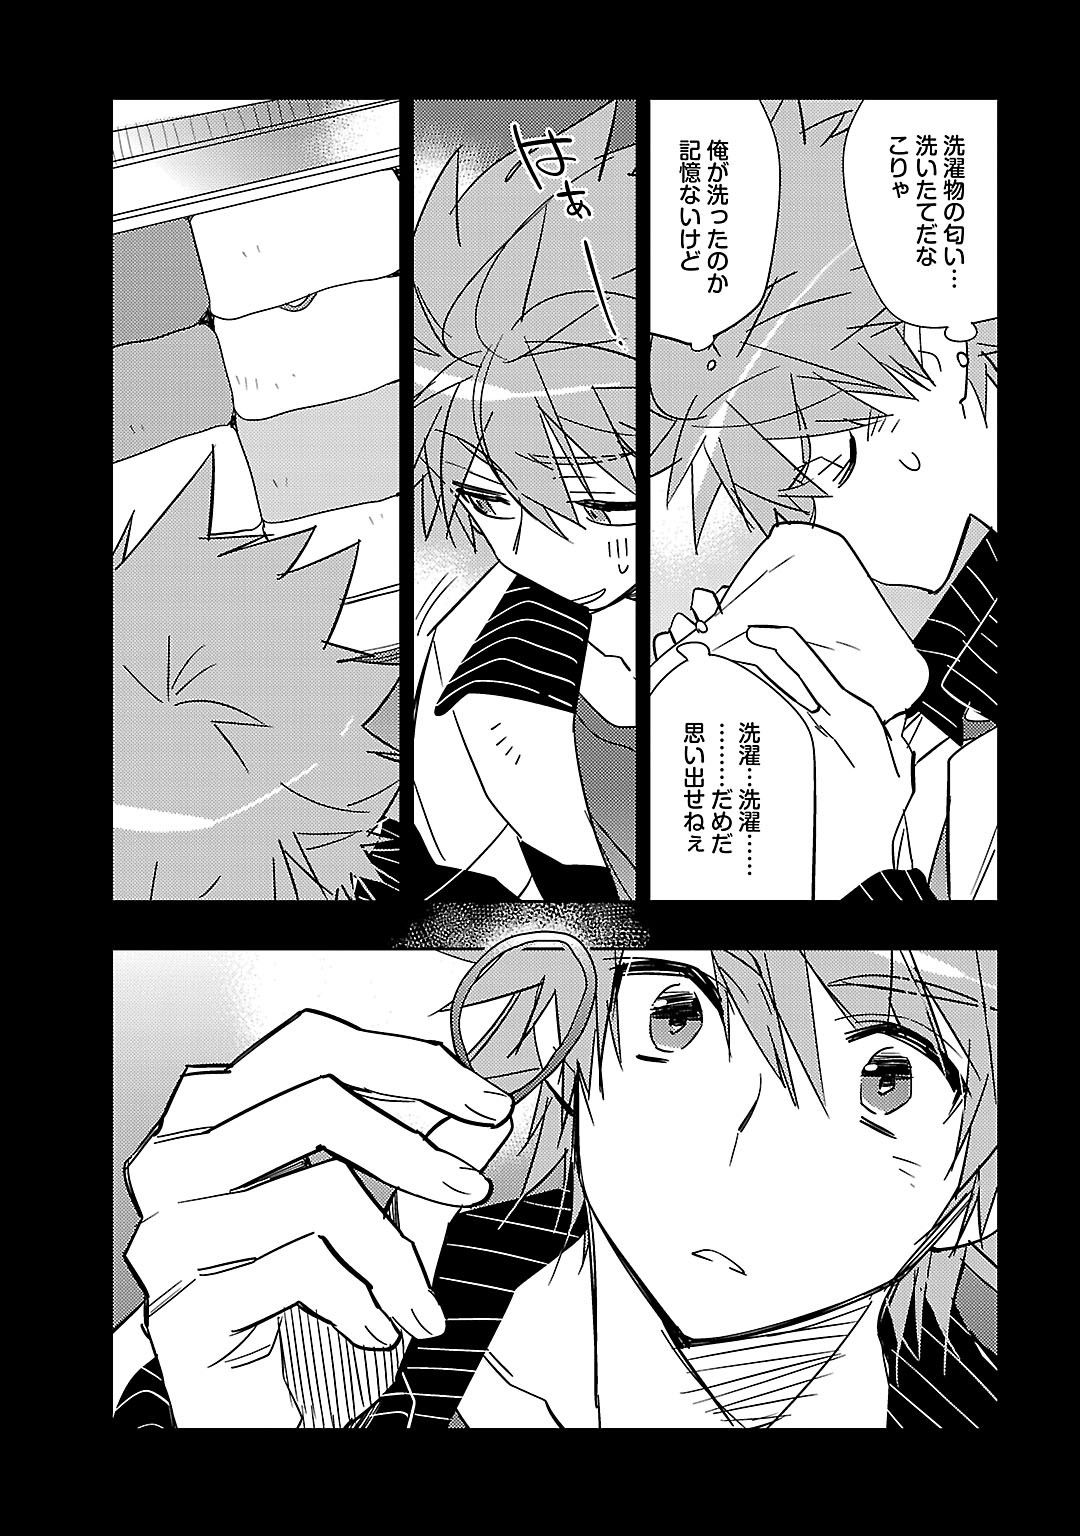 洗濯物の匂い…
洗いたてだな
こりゃ
俺が洗ったのか
記憶ないけど
洗濯…洗濯……
………だめだ
思い出せねぇ
はぁ〜…